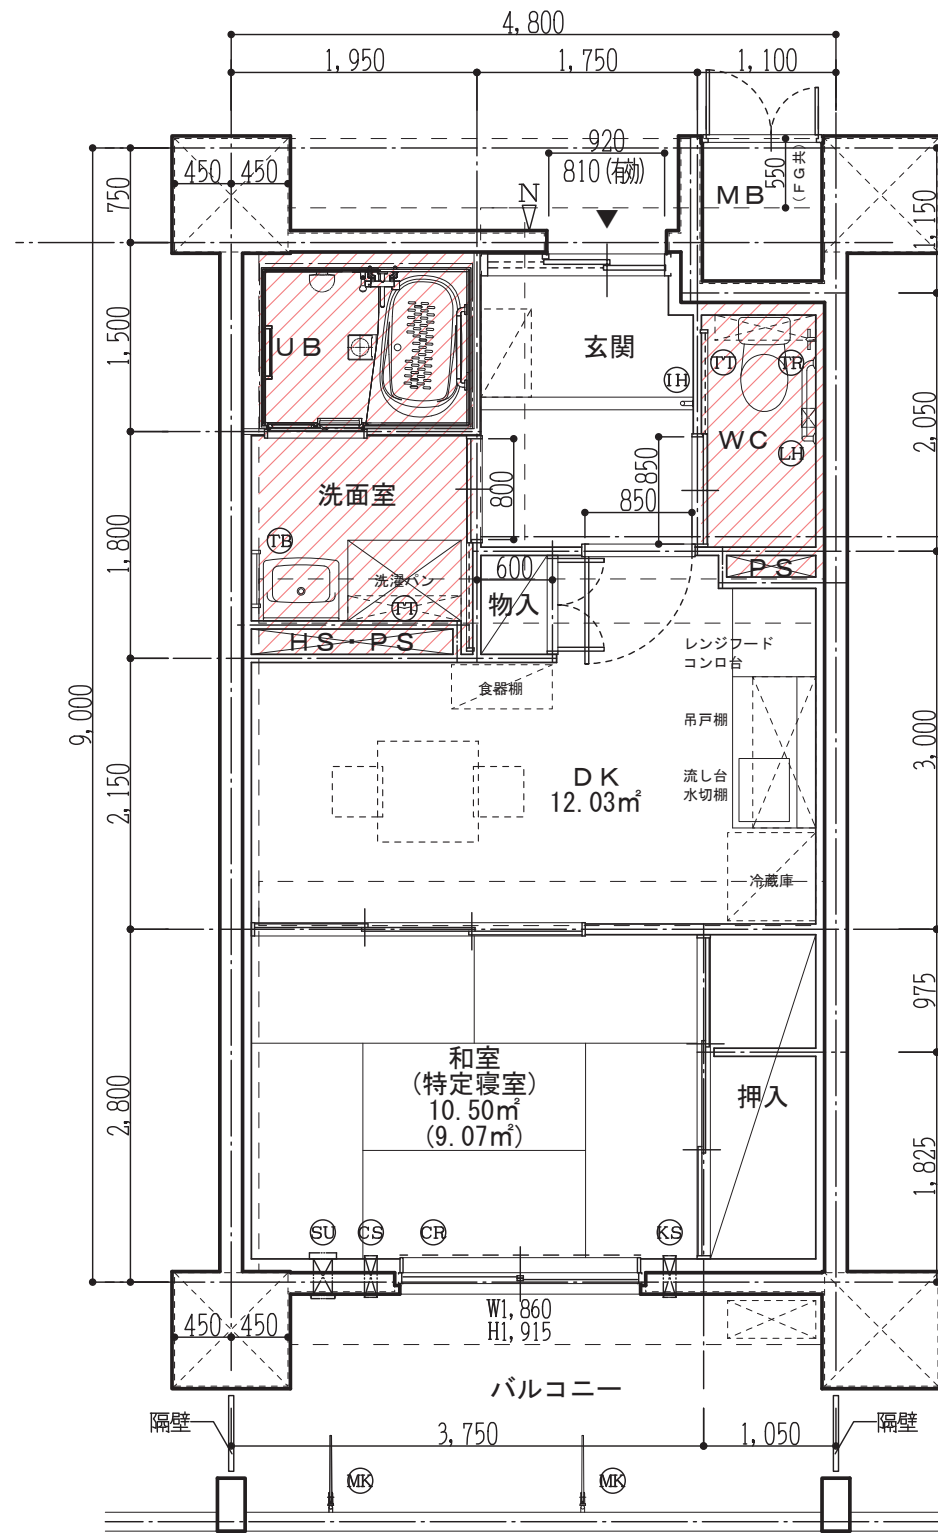 4,800
1,950
1,750
1,100
920
810(有効)
550
(FG共)
MB
450
450
N
750
1,150
1,500
UB
玄関
IH
TT
TR
WC
LH
2,050
洗面室
800
850
850
TB
洗濯パン
TT
1,800
600
物入
PS
HS・PS
レンジフード
コンロ台
食器棚
吊戸棚
9,000
3,000
DK
12.03㎡
流し台
水切棚
2,150
冷蔵庫
975
和室
(特定寝室)
10.50㎡
(9.07㎡)
押入
2,800
1,825
SU
CS
CR
KS
W1,860
H1,915
450
450
バルコニー
隔壁
隔壁
3,750
1,050
MK
MK